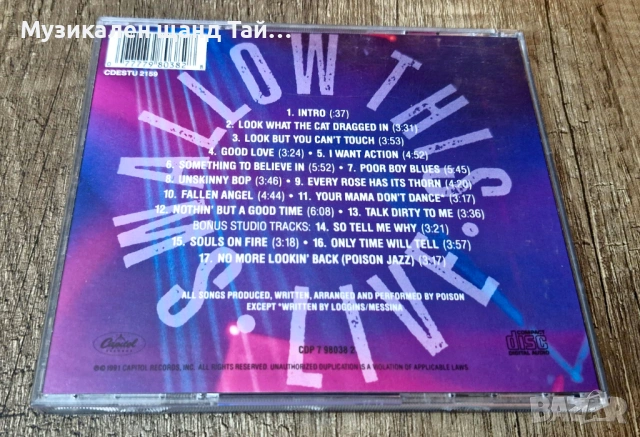 Музикален шанд Тай...
0 77779 80382 8
CDESTU 2159
SWALLOW THIS LIVE
1. INTRO (:37)
2. LOOK WHAT THE CAT DRAGGED IN (3:31)
3. LOOK BUT YOU CAN'T TOUCH (3:53)
4. GOOD LOVE (3:24) • 5. I WANT ACTION (4:52)
6. SOMETHING TO BELIEVE IN (5:52) • 7. POOR BOY BLUES (5:45)
8. UNSKINNY BOP (3:46) • 9. EVERY ROSE HAS ITS THORN (4:20)
10. FALLEN ANGEL (4:44) • 11. YOUR MAMA DON'T DANCE* (3:17)
12. NOTHIN' BUT A GOOD TIME (6:08) • 13. TALK DIRTY TO ME (3:36)
BONUS STUDIO TRACKS: 14. SO TELL ME WHY (3:21)
15. SOULS ON FIRE (3:18) • 16. ONLY TIME WILL TELL (3:57)
17. NO MORE LOOKIN' BACK (POISON JAZZ) (3:17)
ALL SONGS PRODUCED, WRITTEN, ARRANGED AND PERFORMED BY POISON
EXCEPT *WRITTEN BY LOGGINS/MESSINA
Capitol
CDP 7 98038 2
COMPACT
disc
DIGITAL AUDIO
℗© 1991 CAPITOL RECORDS, INC. ALL RIGHTS RESERVED. UNAUTHORIZED DUPLICATION IS A VIOLATION OF APPLICABLE LAWS.
BAZAR